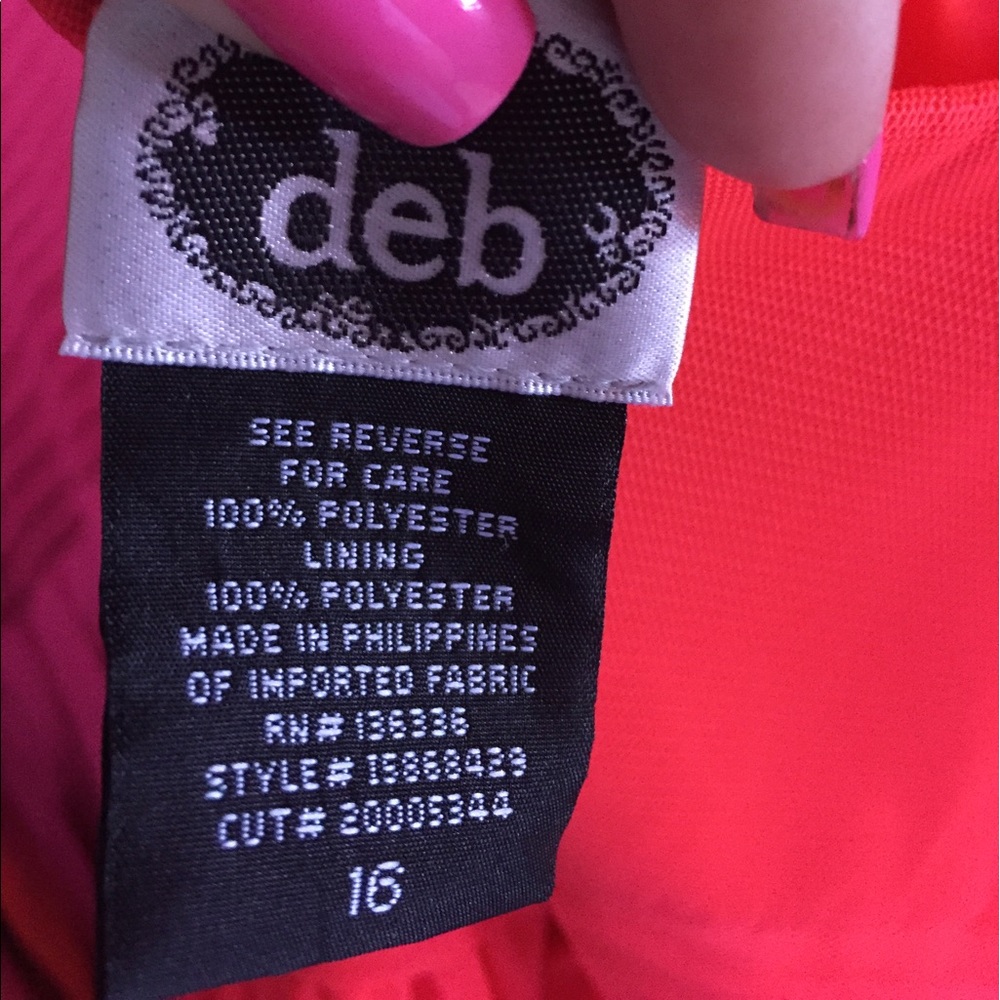 deb
SEE REVERSE
FOR CARE
100% POLYESTER
LINING
100% POLYESTER
MADE IN PHILIPPINES
OF IMPORTED FABRIC
RN# 136336
STYLE#
CUT# 20005344
16